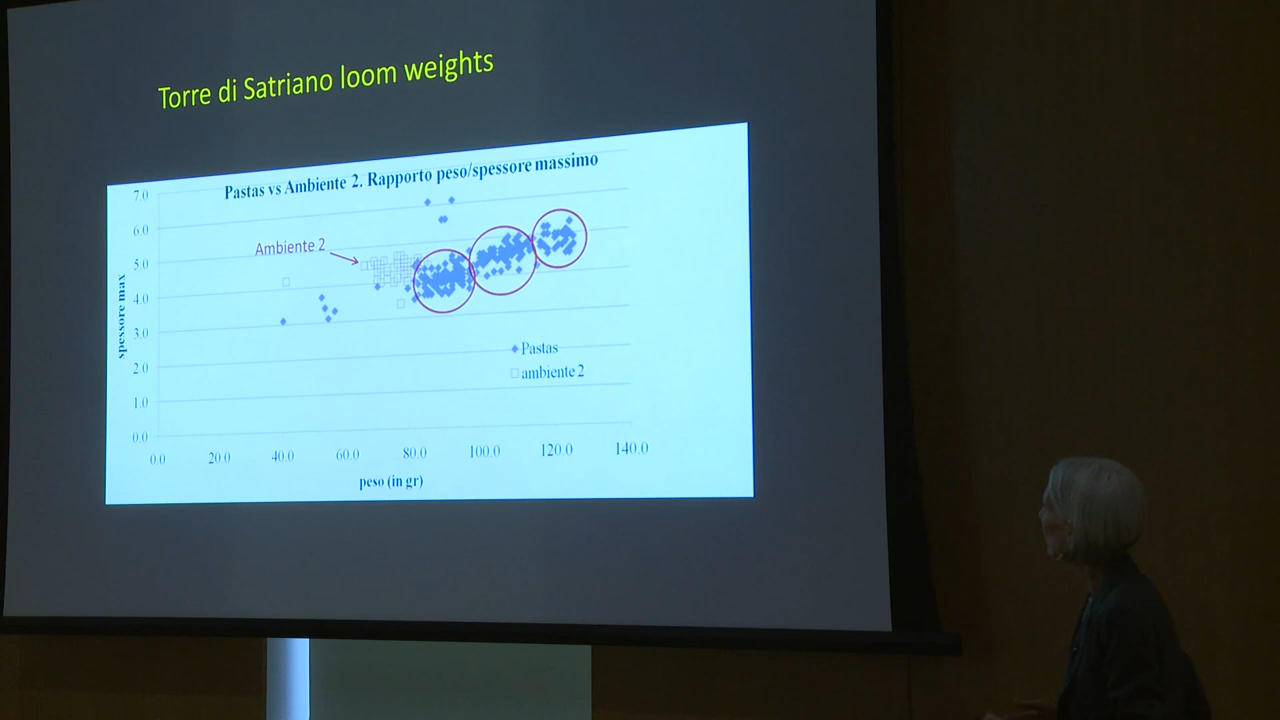 Torre di Satriano loom weights
Pastas vs Ambiente 2. Rapporto peso/spessore massimo
7.0
6.0
5.0
4.0
3.0
2.0
1.0
0.0
spessore max
Ambiente 2
Pastas
ambiente 2
0.0 20.0 40.0 60.0 80.0 100.0 120.0 140.0
peso (in gr)